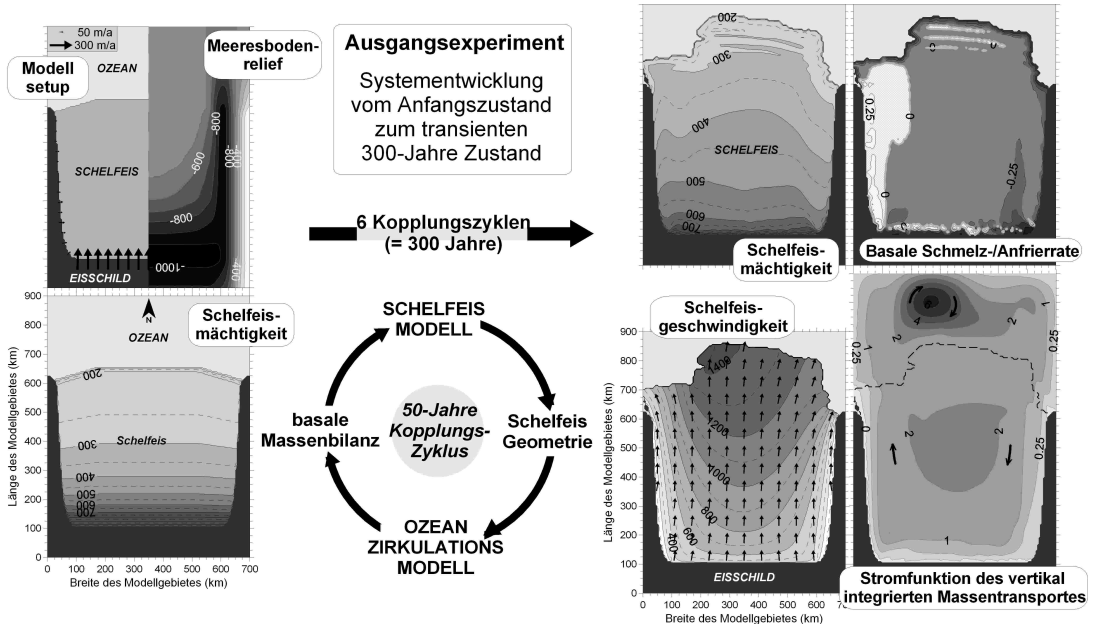 50 m/a
300 m/a
OZEAN
Modell
setup
Meeresboden-
relief
SCHELFEIS
-800
-800
-400
-600
-800
-1000
-400
EISSCHILD
Ausgangsexperiment
Systementwicklung
vom Anfangszustand
zum transienten
300-Jahre Zustand
6 Kopplungszyklen
(= 300 Jahre)
200
300
400
SCHELFEIS
500
600
700
Schelfeis-
mächtigkeit
0
0
0.25
0
-0.25
0
Basale Schmelz-/Anfrierrate
900
800
700
600
500
400
300
200
100
0
Länge des Modellgebietes (km)
N
OZEAN
Schelfeis-
mächtigkeit
200
Schelfeis
300
400
500
600
700
0 100 200 300 400 500 600 700
Breite des Modellgebietes (km)
SCHELFEIS
MODELL
basale
Massenbilanz
50-Jahre
Kopplungs-
Zyklus
Schelfeis
Geometrie
OZEAN
ZIRKULATIONS
MODELL
Schelfeis-
geschwindigkeit
900
800
700
600
500
400
300
200
100
0
Länge des Modellgebietes (km)
1400
1200
1000
800
600
400
EISSCHILD
0 100 200 300 400 500 600
Breite des Modellgebietes (km)
6
4
2
2
1
1
0.25
0.25
0
2
2
0.25
1
Stromfunktion des vertikal
integrierten Massentransportes